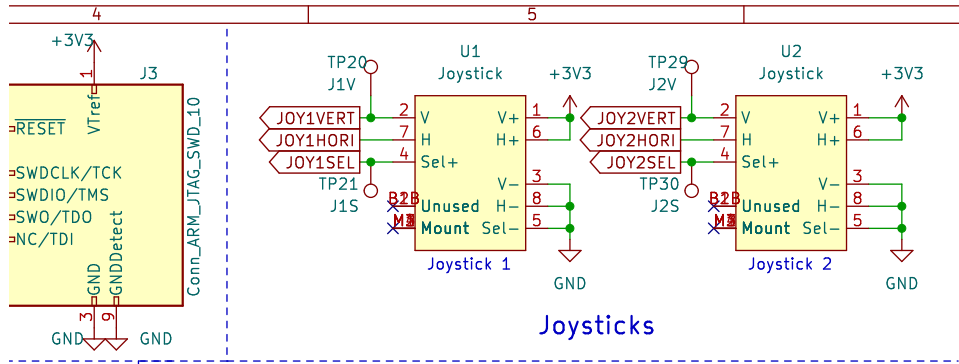 4
5
+3V3
J3
1
VTref
RESET
SWDCLK/TCK
SWDIO/TMS
SWO/TDO
NC/TDI
GND
GNDDetect
Conn_ARM_JTAG_SWD_10
3
9
GND
GND
U1
Joystick
TP20
J1V
+3V3
JOY1VERT
2
V
V+
1
JOY1HORI
7
H
H+
6
JOY1SEL
4
Sel+
TP21
J1S
V-
3
Unused
H-
8
Mount
Sel-
5
Joystick 1
GND
U2
Joystick
TP29
J2V
+3V3
JOY2VERT
2
V
V+
1
JOY2HORI
7
H
H+
6
JOY2SEL
4
Sel+
TP30
J2S
V-
3
Unused
H-
8
Mount
Sel-
5
Joystick 2
GND
Joysticks